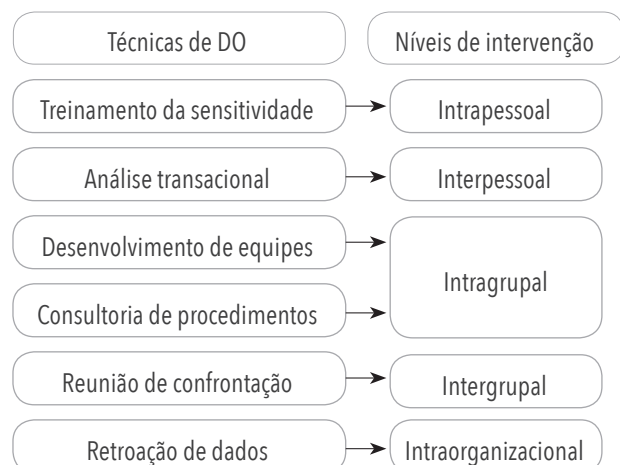 Técnicas de DO
Níveis de intervenção
Treinamento da sensitividade
Intrapessoal
Análise transacional
Interpessoal
Desenvolvimento de equipes
Intragrupal
Consultoria de procedimentos
Reunião de confrontação
Intergrupal
Retroação de dados
Intraorganizacional